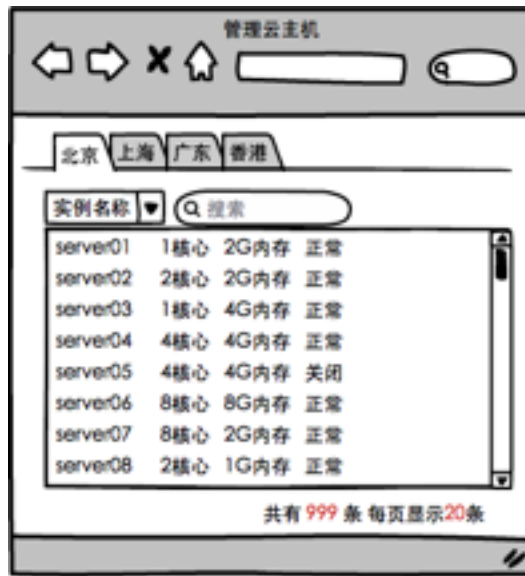 管理云主机
北京 上海 广东 香港
实例名称 搜索
server01 1核心 2G内存 正常
server02 2核心 2G内存 正常
server03 1核心 4G内存 正常
server04 4核心 4G内存 正常
server05 4核心 4G内存 关闭
server06 8核心 8G内存 正常
server07 8核心 2G内存 正常
server08 2核心 1G内存 正常
共有 999 条 每页显示20条